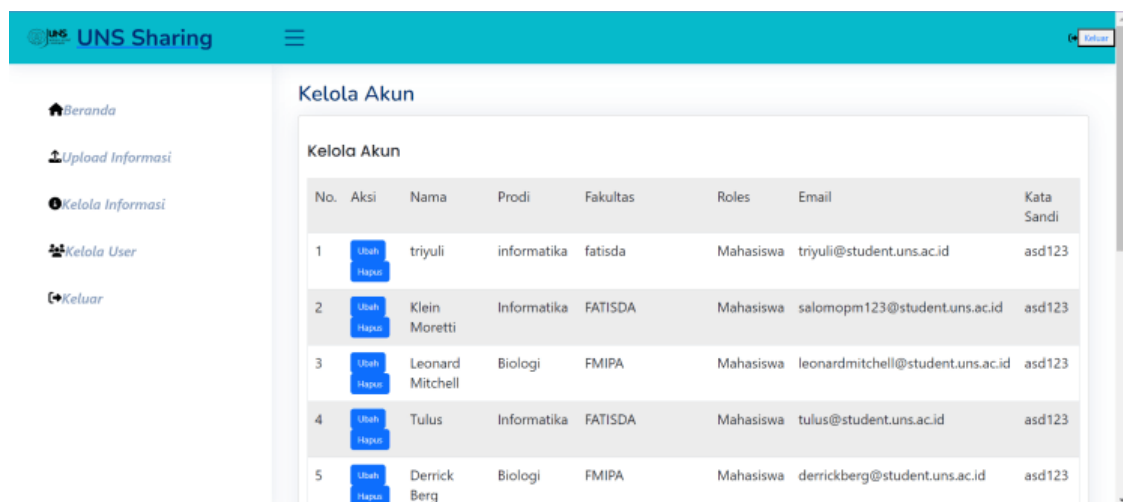 UNS UNS Sharing
Keluar
Beranda
Upload Informasi
Kelola Informasi
Kelola User
Keluar
Kelola Akun
Kelola Akun
No. Aksi Nama Prodi Fakultas Roles Email Kata
Sandi
1 Ubah triyuli informatika fatisda Mahasiswa triyuli@student.uns.ac.id asd123
Hapus
2 Ubah Klein Informatika FATISDA Mahasiswa salomopm123@student.uns.ac.id asd123
Hapus Moretti
3 Ubah Leonard Biologi FMIPA Mahasiswa leonardmitchell@student.uns.ac.id asd123
Hapus Mitchell
4 Ubah Tulus Informatika FATISDA Mahasiswa tulus@student.uns.ac.id asd123
Hapus
5 Ubah Derrick Biologi FMIPA Mahasiswa derrickberg@student.uns.ac.id asd123
Hapus Berg